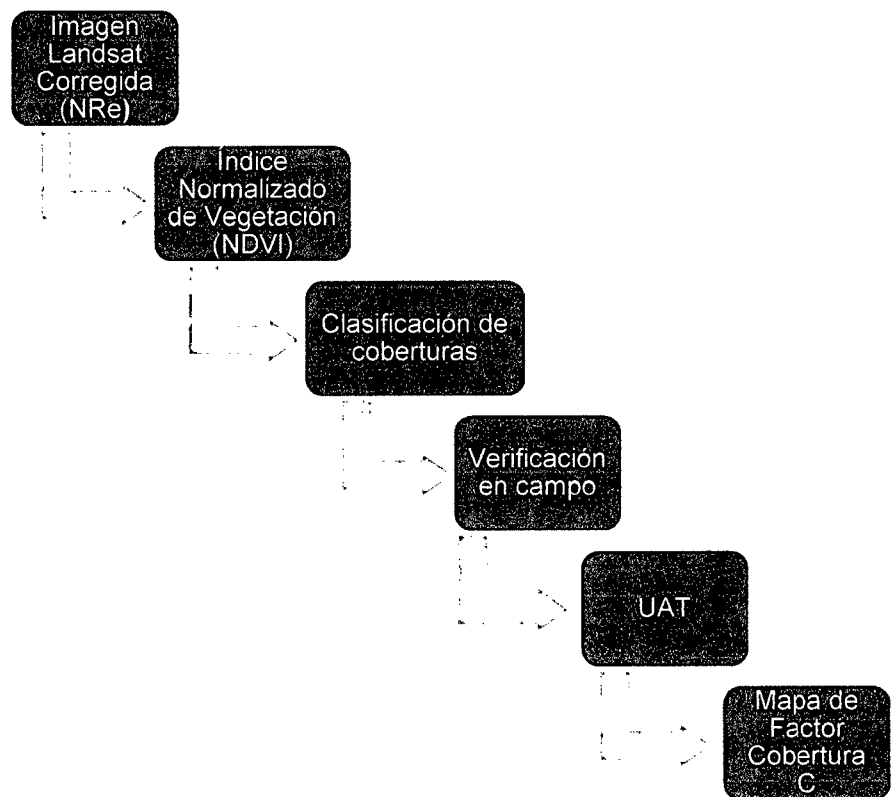 Imagen
Landsat
Corregida
(NRe)
Índice
Normalizado
de Vegetación
(NDVI)
Clasificación de
coberturas
Verificación
en campo
UAT
Mapa de
Factor
Cobertura
C